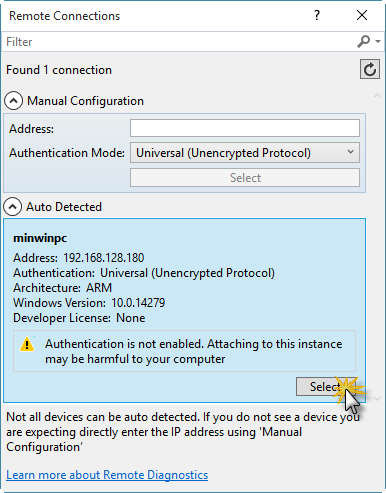 Remote Connections
?
Filter
Found 1 connection
Manual Configuration
Address:
Authentication Mode: Universal (Unencrypted Protocol)
Select
Auto Detected
minwinpc
Address: 192.168.128.180
Authentication: Universal (Unencrypted Protocol)
Architecture: ARM
Windows Version: 10.0.14279
Developer License: None
Authentication is not enabled. Attaching to this instance
may be harmful to your computer
Select
Not all devices can be auto detected. If you do not see a device you
are expecting directly enter the IP address using 'Manual
Configuration'
Learn more about Remote Diagnostics